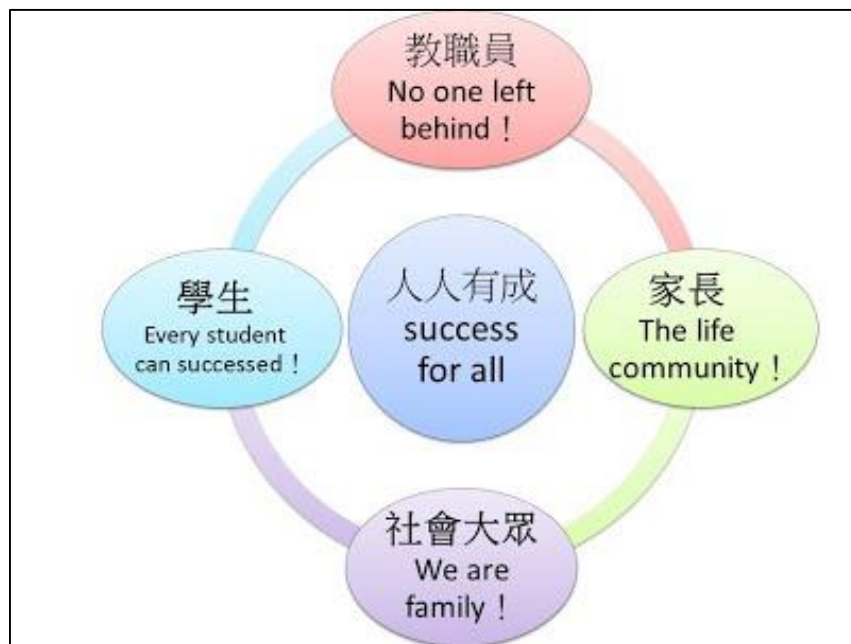 教職員
No one left
behind！
學生
Every student
can successed！
人人有成
success
for all
家長
The life
community！
社會大眾
We are
family！